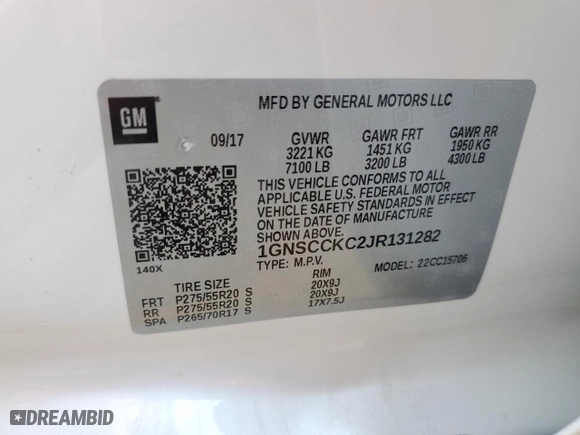 GM
MFD BY GENERAL MOTORS LLC
09/17
GVWR GAWR FRT GAWR RR
3221 KG 1451 KG 1950 KG
7100 LB 3200 LB 4300 LB
THIS VEHICLE CONFORMS TO ALL
APPLICABLE U.S. FEDERAL MOTOR
VEHICLE SAFETY STANDARDS IN EFFECT
ON THE DATE OF MANUFACTURE SHOWN ABOVE.
1GNSCCKC2JR131282
TYPE: M.P.V. MODEL: 22CC15706
140X
TIRE SIZE RIM
FRT P275/55R20 S 20X9J
RR P275/55R20 S 20X9J
SPA P265/70R17 S 17X7.5J
DREAMBID